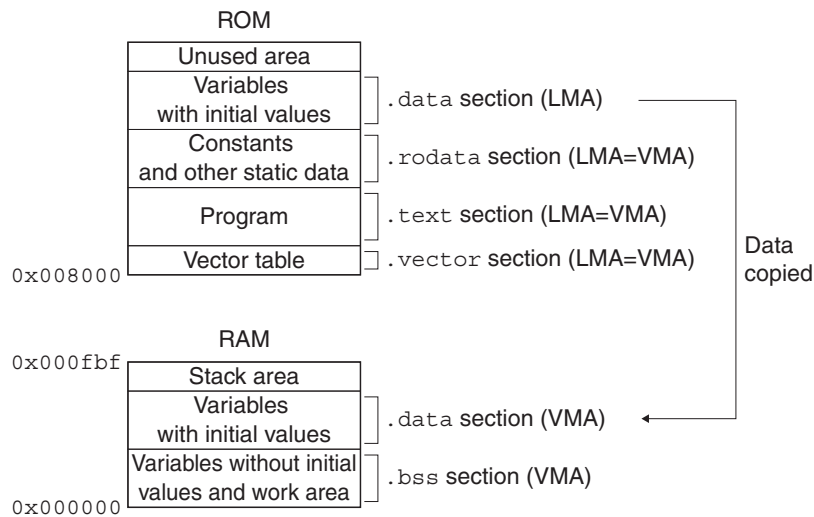 ROM
Unused area
Variables
with initial values
.data section (LMA)
Constants
and other static data
.rodata section (LMA=VMA)
Program
.text section (LMA=VMA)
Vector table
.vector section (LMA=VMA)
0x008000
Data
copied
RAM
0x000fbf
Stack area
Variables
with initial values
.data section (VMA)
Variables without initial
values and work area
.bss section (VMA)
0x000000